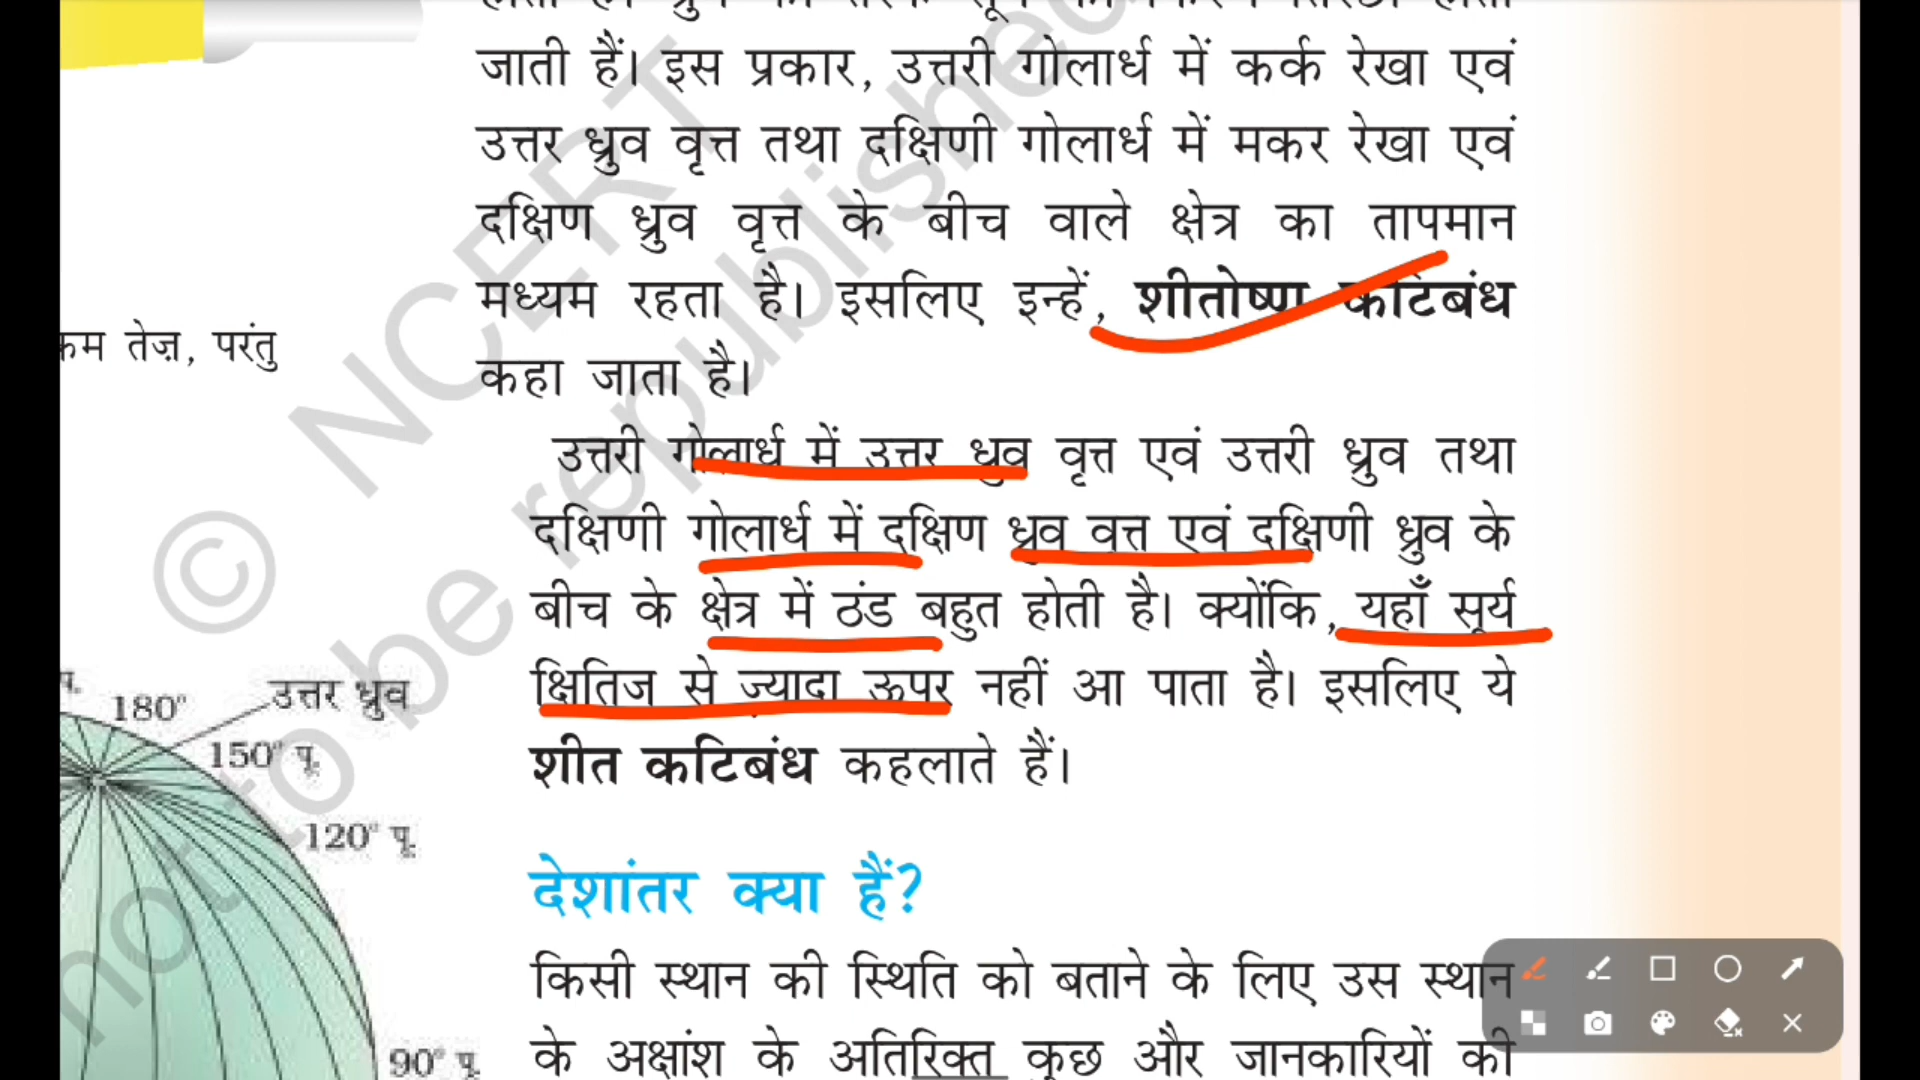 जाती हैं। इस प्रकार, उत्तरी गोलार्ध में कर्क रेखा एवं
उत्तर ध्रुव वृत्त तथा दक्षिणी गोलार्ध में मकर रेखा एवं
दक्षिण ध्रुव वृत्त के बीच वाले क्षेत्र का तापमान
मध्यम रहता है। इसलिए इन्हें, शीतोष्ण कटिबंध
कहा जाता है।
कम तेज़, परंतु
उत्तरी गोलार्ध में उत्तर ध्रुव वृत्त एवं उत्तरी ध्रुव तथा
दक्षिणी गोलार्ध में दक्षिण ध्रुव वृत्त एवं दक्षिणी ध्रुव के
बीच के क्षेत्र में ठंड बहुत होती है। क्योंकि, यहाँ सूर्य
क्षितिज से ज़्यादा ऊपर नहीं आ पाता है। इसलिए ये
शीत कटिबंध कहलाते हैं।
देशांतर क्या हैं?
किसी स्थान की स्थिति को बताने के लिए उस स्थान
के अक्षांश के अतिरिक्त कुछ और जानकारियों की
उत्तर ध्रुव
180°
150° पू.
120° पू.
90° पू.
© NCERT
not to be republished